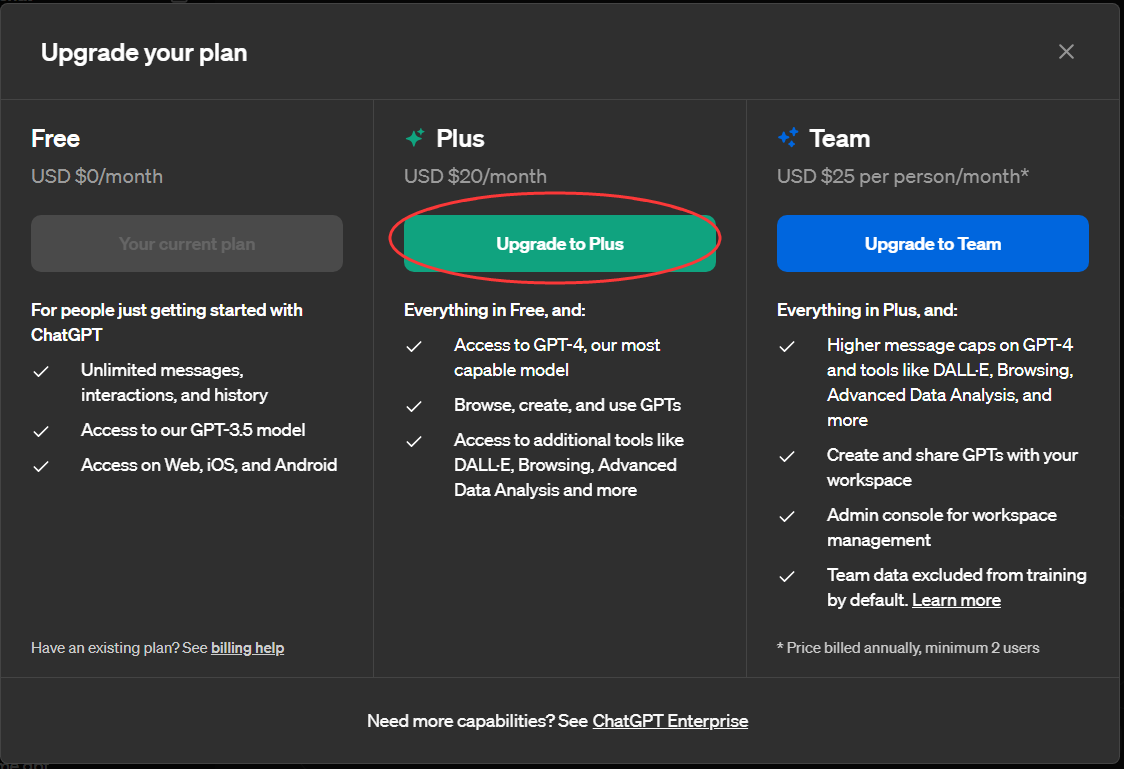 Upgrade your plan
Free
USD $0/month
Your current plan
For people just getting started with
ChatGPT
Unlimited messages,
interactions, and history
Access to our GPT-3.5 model
Access on Web, iOS, and Android
Have an existing plan? See billing help
Plus
USD $20/month
Upgrade to Plus
Everything in Free, and:
Access to GPT-4, our most
capable model
Browse, create, and use GPTs
Access to additional tools like
DALL·E, Browsing, Advanced
Data Analysis and more
Team
USD $25 per person/month*
Upgrade to Team
Everything in Plus, and:
Higher message caps on GPT-4
and tools like DALL·E, Browsing,
Advanced Data Analysis, and
more
Create and share GPTs with your
workspace
Admin console for workspace
management
Team data excluded from training
by default. Learn more
* Price billed annually, minimum 2 users
Need more capabilities? See ChatGPT Enterprise